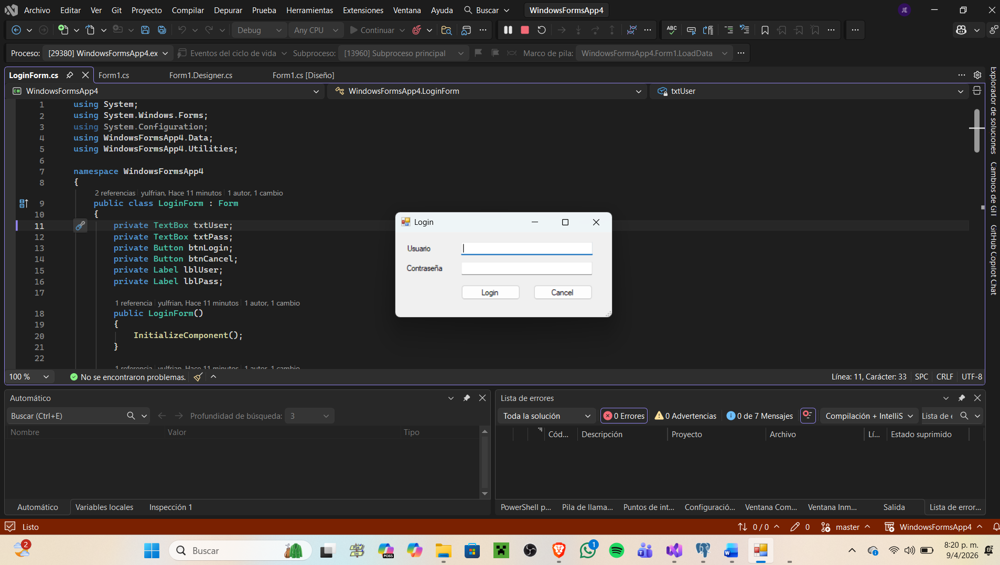 Archivo Editar Ver Git Proyecto Compilar Depurar Prueba Herramientas Extensiones Ventana Ayuda Buscar WindowsFormsApp4 JE
Debug Any CPU Continuar
Proceso: [29380] WindowsFormsApp4.ex Eventos del ciclo de vida Subproceso: [13960] Subproceso principal Marco de pila: WindowsFormsApp4.Form1.LoadData
LoginForm.cs Form1.cs Form1.Designer.cs Form1.cs [Diseño]
WindowsFormsApp4 WindowsFormsApp4.LoginForm txtUser
1 using System;
2 using System.Windows.Forms;
3 using System.Configuration;
4 using WindowsFormsApp4.Data;
5 using WindowsFormsApp4.Utilities;
6
7 namespace WindowsFormsApp4
8 {
2 referencias yulfrian, Hace 11 minutos 1 autor, 1 cambio
9 public class LoginForm : Form
10 {
11 private TextBox txtUser;
12 private TextBox txtPass;
13 private Button btnLogin;
14 private Button btnCancel;
15 private Label lblUser;
16 private Label lblPass;
17
1 referencia yulfrian, Hace 11 minutos 1 autor, 1 cambio
18 public LoginForm()
19 {
20 InitializeComponent();
21 }
22
1 referencia yulfrian, Hace 11 minutos 1 autor, 1 cambio
Login
Usuario
Contraseña
Login Cancel
Explorador de soluciones
Cambios de GIT
GitHub Copilot Chat
100 % No se encontraron problemas. Línea: 11, Carácter: 33 SPC CRLF UTF-8
Automático
Buscar (Ctrl+E) Profundidad de búsqueda: 3
Nombre Valor Tipo
Automático Variables locales Inspección 1
Lista de errores
Toda la solución 0 Errores 0 Advertencias 0 de 7 Mensajes Compilación + IntelliS Lista de e
Cód... Descripción Proyecto Archivo Lí... Estado suprimido
PowerShell p... Pila de llama... Puntos de int... Configuració... Ventana Com... Ventana Inm... Salida Lista de error...
Listo 0 / 0 0 master WindowsFormsApp4
2 Buscar M365 1 8:20 p. m.
9/4/2026